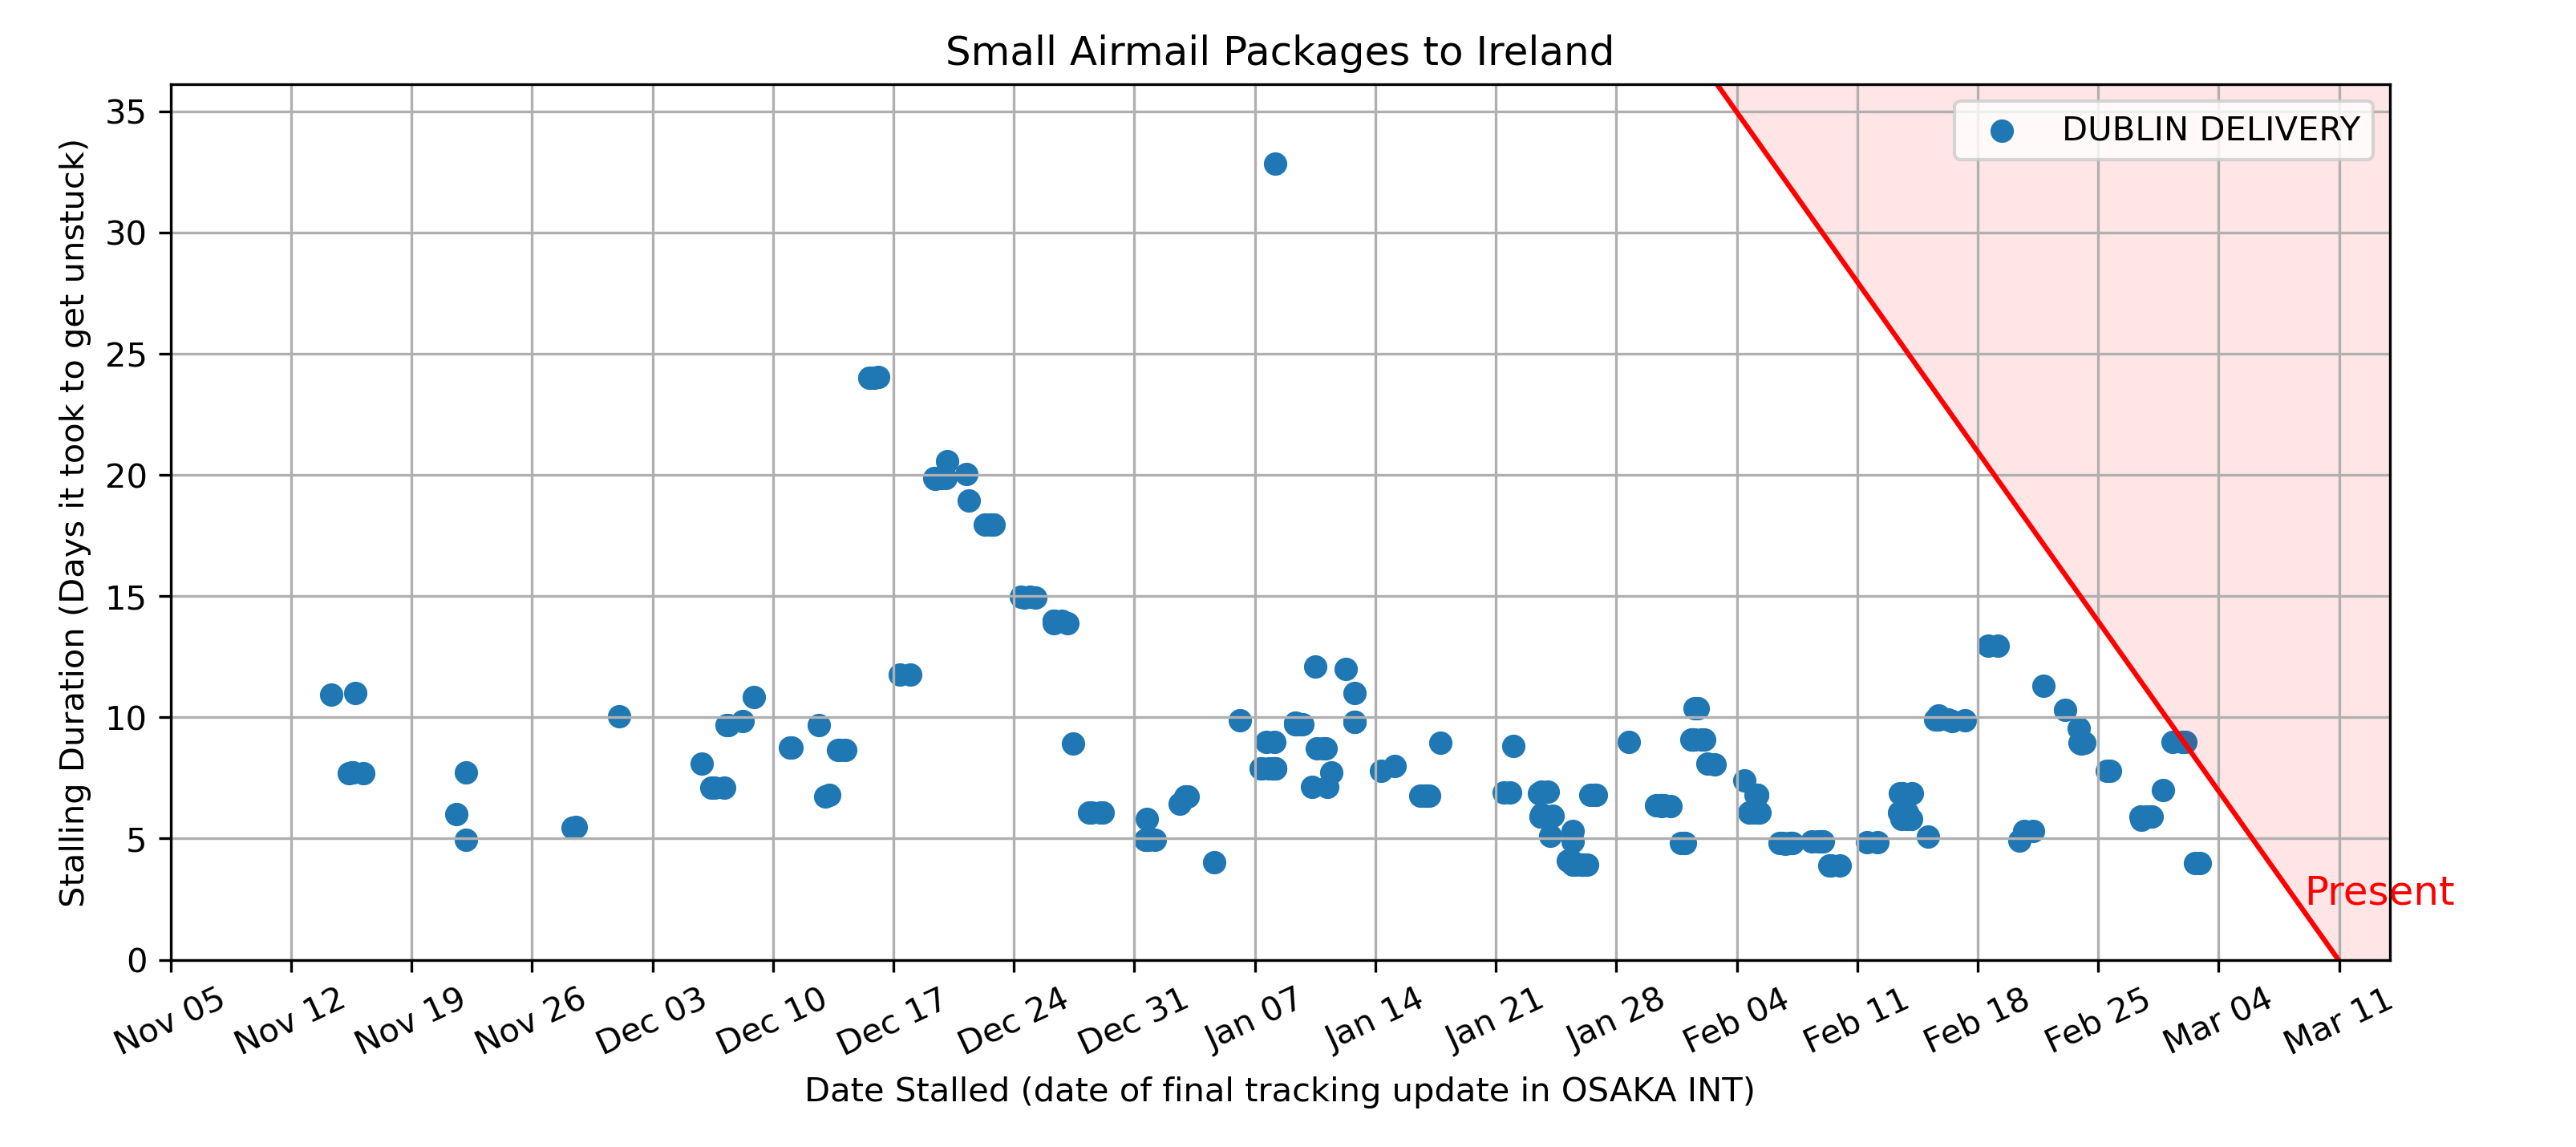 Small Airmail Packages to Ireland
DUBLIN DELIVERY
Stalling Duration (Days it took to get unstuck)
35
30
25
20
15
10
5
0
Present
Nov 05
Nov 12
Nov 19
Nov 26
Dec 03
Dec 10
Dec 17
Dec 24
Dec 31
Jan 07
Jan 14
Jan 21
Jan 28
Feb 04
Feb 11
Feb 18
Feb 25
Mar 04
Mar 11
Date Stalled (date of final tracking update in OSAKA INT)